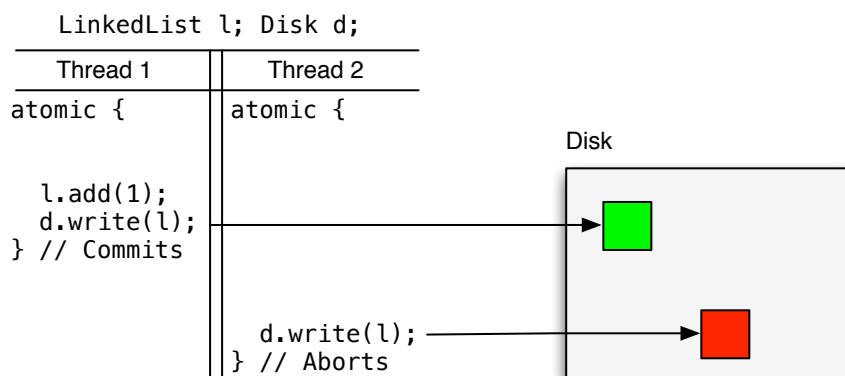 LinkedList l; Disk d;
Thread 1 Thread 2
atomic { atomic {
Disk
l.add(1);
d.write(l);
} // Commits
d.write(l);
} // Aborts